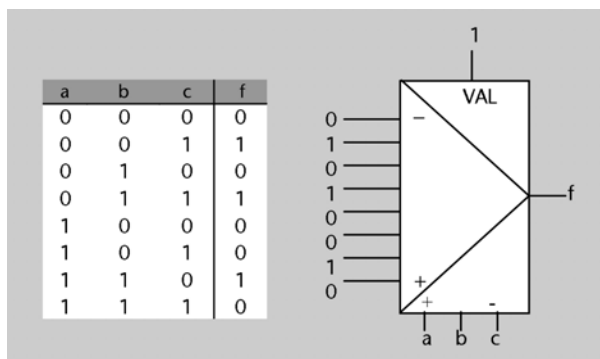 a b c f
0 0 0 0
0 0 1 1
0 1 0 0
0 1 1 1
1 0 0 0
1 0 1 0
1 1 0 1
1 1 1 0
1
VAL
0 −
1
0
1
0
0
1
0 +
f
+ -
a b c